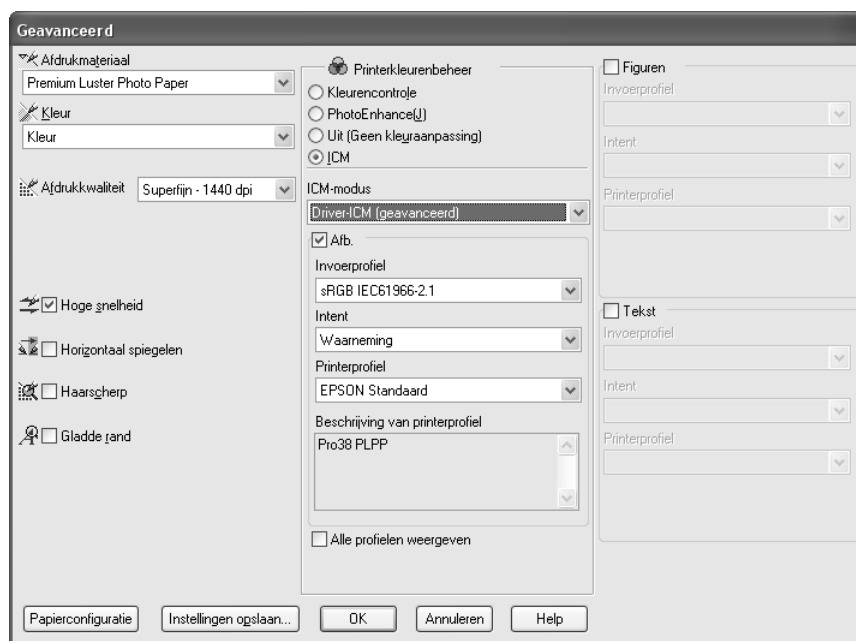 Geavanceerd
Afdrukmateriaal
Premium Luster Photo Paper
Kleur
Kleur
Afdrukkwaliteit
Superfijn - 1440 dpi
Hoge snelheid
Horizontaal spiegelen
Haarscherp
Gladde rand
Printerkleurenbeheer
Kleurencontrole
PhotoEnhance(J)
Uit (Geen kleuraanpassing)
ICM
ICM-modus
Driver-ICM (geavanceerd)
Afb.
Invoerprofiel
sRGB IEC61966-2.1
Intent
Waarneming
Printerprofiel
EPSON Standaard
Beschrijving van printerprofiel
Pro38 PLPP
Alle profielen weergeven
Figuren
Invoerprofiel
Intent
Printerprofiel
Tekst
Invoerprofiel
Intent
Printerprofiel
Papierconfiguratie
Instellingen opslaan...
OK
Annuleren
Help